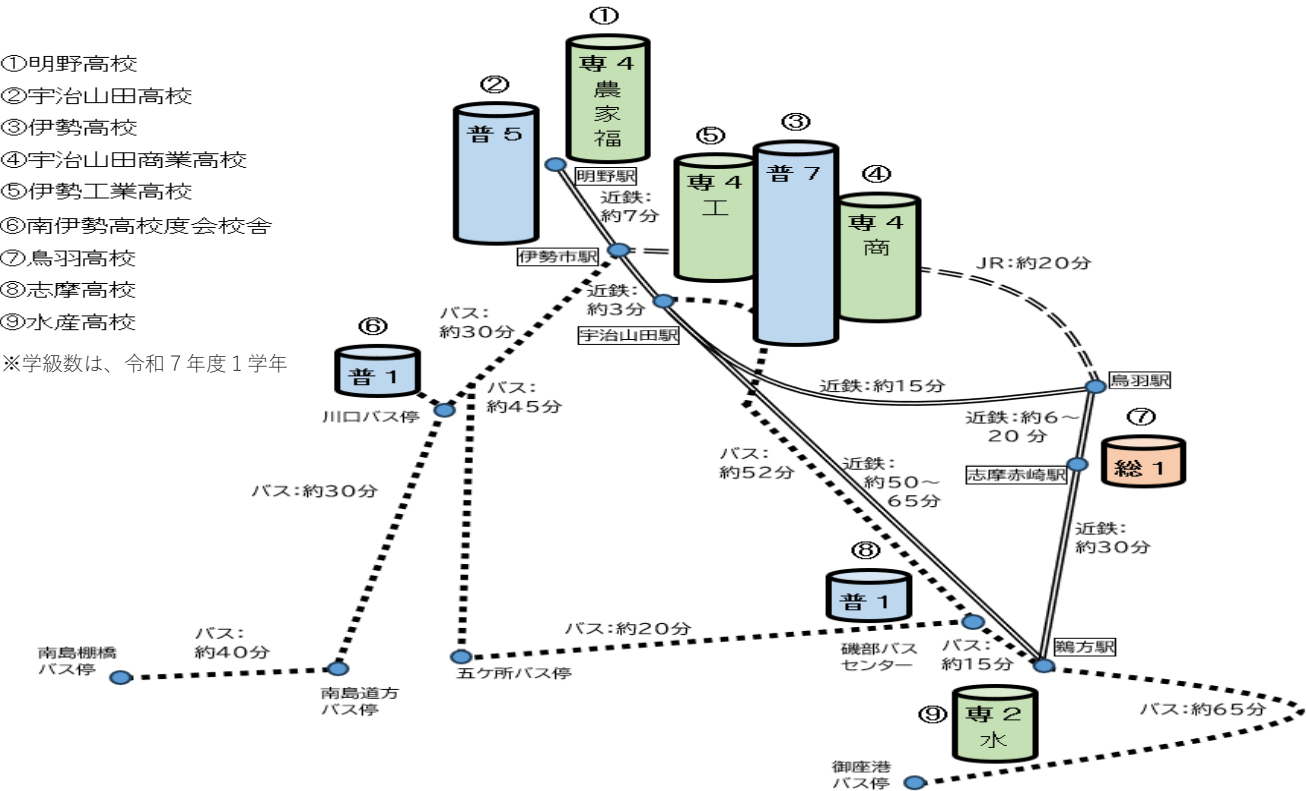 ①明野高校
②宇治山田高校
③伊勢高校
④宇治山田商業高校
⑤伊勢工業高校
⑥南伊勢高校度会校舎
⑦鳥羽高校
⑧志摩高校
⑨水産高校
※学級数は、令和７年度１学年
①
専４
農
家
福
②
普５
⑤
専４
工
③
普７
④
専４
商
明野駅
近鉄：
約7分
伊勢市駅
近鉄：
約3分
宇治山田駅
JR：約20分
バス：
約30分
⑥
普１
川口バス停
バス：
約45分
近鉄：約15分
鳥羽駅
近鉄：約6～
20 分
⑦
総１
志摩赤崎駅
バス：
約52分
近鉄：
約50～
65分
バス：約30分
近鉄：
約30分
⑧
普１
バス：
約40分
バス：約20分
南島棚橋
バス停
南島道方
バス停
五ケ所バス停
磯部バス
センター
バス：
約15分
鵜方駅
⑨
専２
水
バス：約65分
御座港
バス停